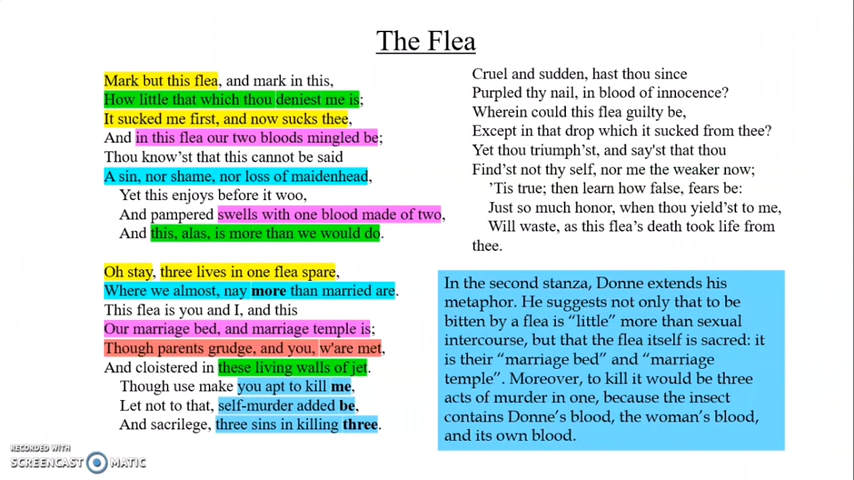 The Flea
Mark but this flea, and mark in this,
How little that which thou deniest me is;
It sucked me first, and now sucks thee,
And in this flea our two bloods mingled be;
Thou know’st that this cannot be said
A sin, nor shame, nor loss of maidenhead,
Yet this enjoys before it woo,
And pampered swells with one blood made of two,
And this, alas, is more than we would do.
Oh stay, three lives in one flea spare,
Where we almost, nay more than married are.
This flea is you and I, and this
Our marriage bed, and marriage temple is;
Though parents grudge, and you, w'are met,
And cloistered in these living walls of jet.
Though use make you apt to kill me,
Let not to that, self-murder added be,
And sacrilege, three sins in killing three.
Cruel and sudden, hast thou since
Purpled thy nail, in blood of innocence?
Wherein could this flea guilty be,
Except in that drop which it sucked from thee?
Yet thou triumph’st, and say'st that thou
Find’st not thy self, nor me the weaker now;
’Tis true; then learn how false, fears be:
Just so much honor, when thou yield’st to me,
Will waste, as this flea’s death took life from
thee.
In the second stanza, Donne extends his
metaphor. He suggests not only that to be
bitten by a flea is “little” more than sexual
intercourse, but that the flea itself is sacred: it
is their “marriage bed” and “marriage
temple”. Moreover, to kill it would be three
acts of murder in one, because the insect
contains Donne’s blood, the woman’s blood,
and its own blood.
RECORDED WITH
SCREENCAST MATIC